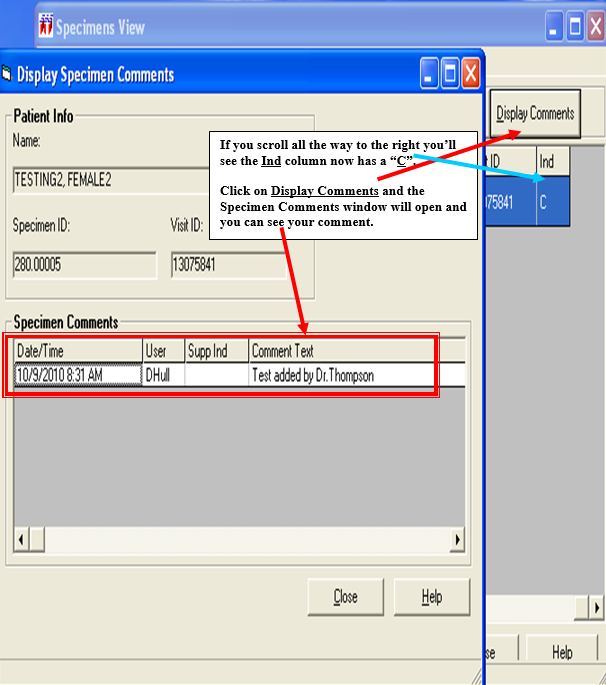 Specimens View
Display Specimen Comments
Patient Info
Name:
TESTING2, FEMALE2
Specimen ID:
Visit ID:
280.00005
13075841
If you scroll all the way to the right you'll
see the Ind column now has a "C".
Click on Display Comments and the
Specimen Comments window will open and
you can see your comment.
Display Comments
ID
Ind
75841
C
Specimen Comments
Date/Time
User
Supp Ind
Comment Text
10/9/2010 8:31 AM
DHull
Test added by Dr.Thompson
Close
Help
se
Help